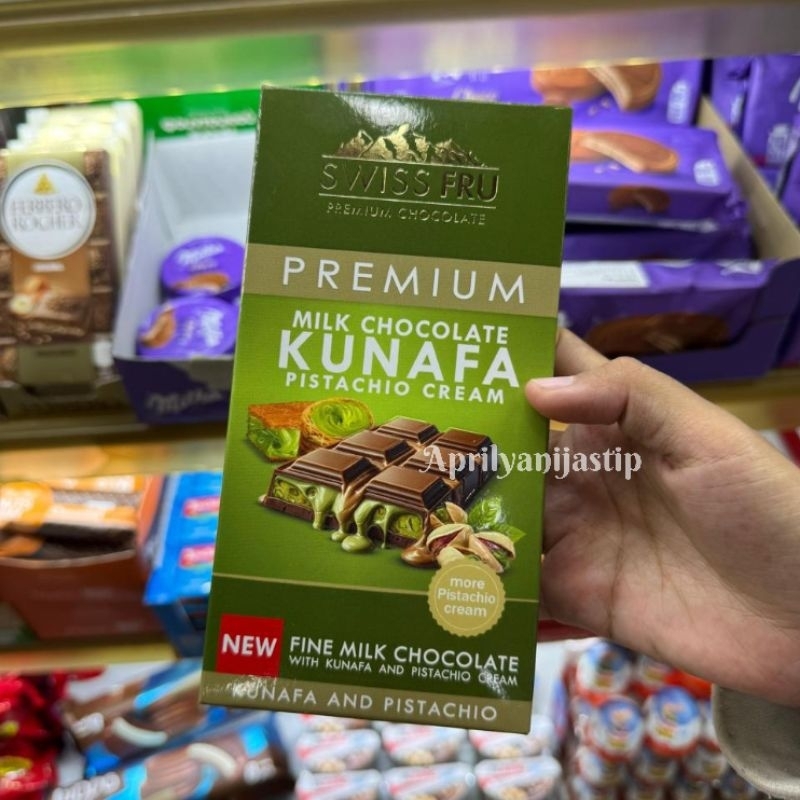 SWISS FRU
PREMIUM CHOCOLATE
PREMIUM
MILK CHOCOLATE
KUNAFA
PISTACHIO CREAM
Aprilyanijastip
more
Pistachio
cream
NEW
FINE MILK CHOCOLATE
WITH KUNAFA AND PISTACHIO CREAM
KUNAFA AND PISTACHIO
FERRERO
ROCHER
Milka